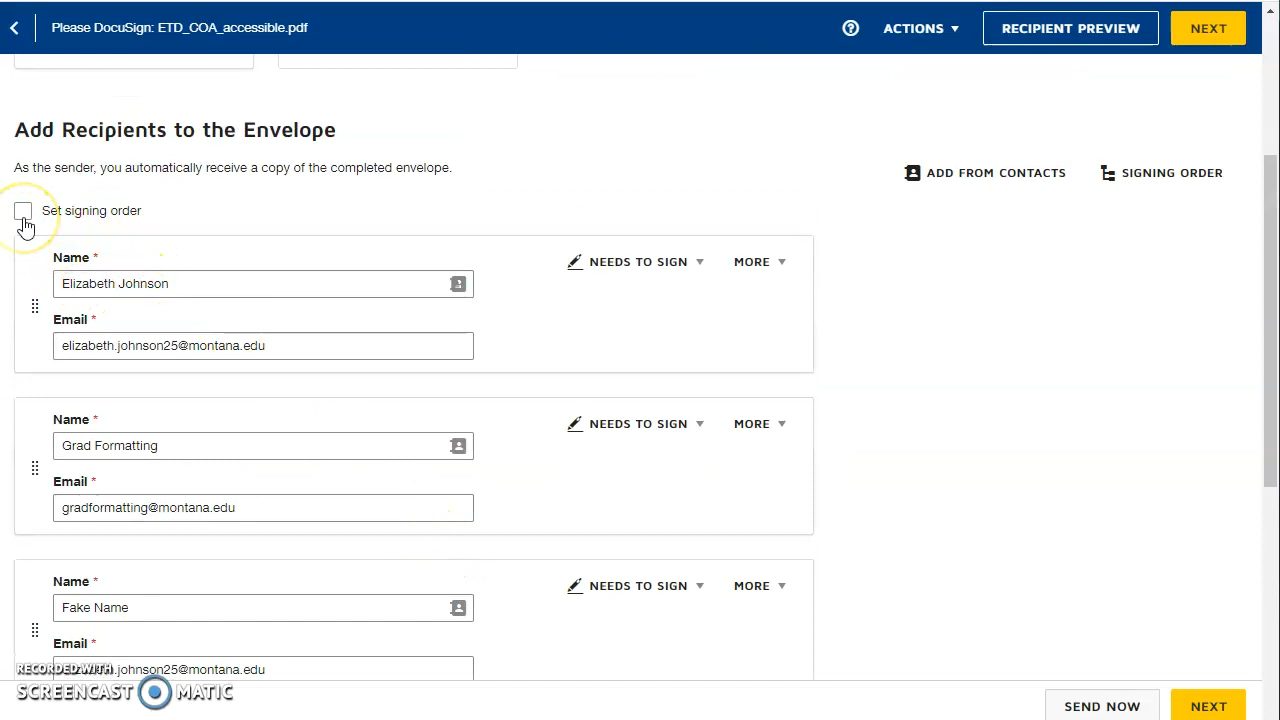 Please DocuSign: ETD_COA_accessible.pdf
ACTIONS
RECIPIENT PREVIEW
NEXT
Add Recipients to the Envelope
As the sender, you automatically receive a copy of the completed envelope.
ADD FROM CONTACTS
SIGNING ORDER
Set signing order
Name *
NEEDS TO SIGN
MORE
Elizabeth Johnson
Email *
elizabeth.johnson25@montana.edu
Name *
NEEDS TO SIGN
MORE
Grad Formatting
Email *
gradformatting@montana.edu
Name *
NEEDS TO SIGN
MORE
Fake Name
Email *
.johnson25@montana.edu
RECORDED WITH
SCREENCAST MATIC
SEND NOW
NEXT